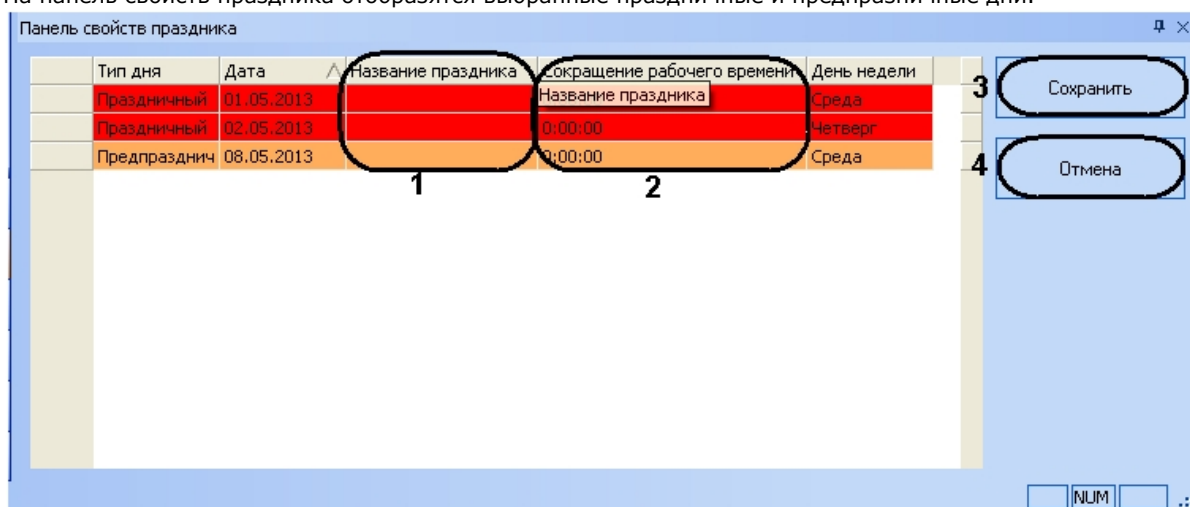 На панель свойств праздника отобразятся выбранные праздничные и предпраздничные дни.
Панель свойств праздника
Тип дня Дата Название праздника Сокращение рабочего времени День недели
Праздничный 01.05.2013 Название праздника Среда
Праздничный 02.05.2013 0:00:00 Четверг
Предпразднич 08.05.2013 0:00:00 Среда
1 2
3 Сохранить
4 Отмена
NUM